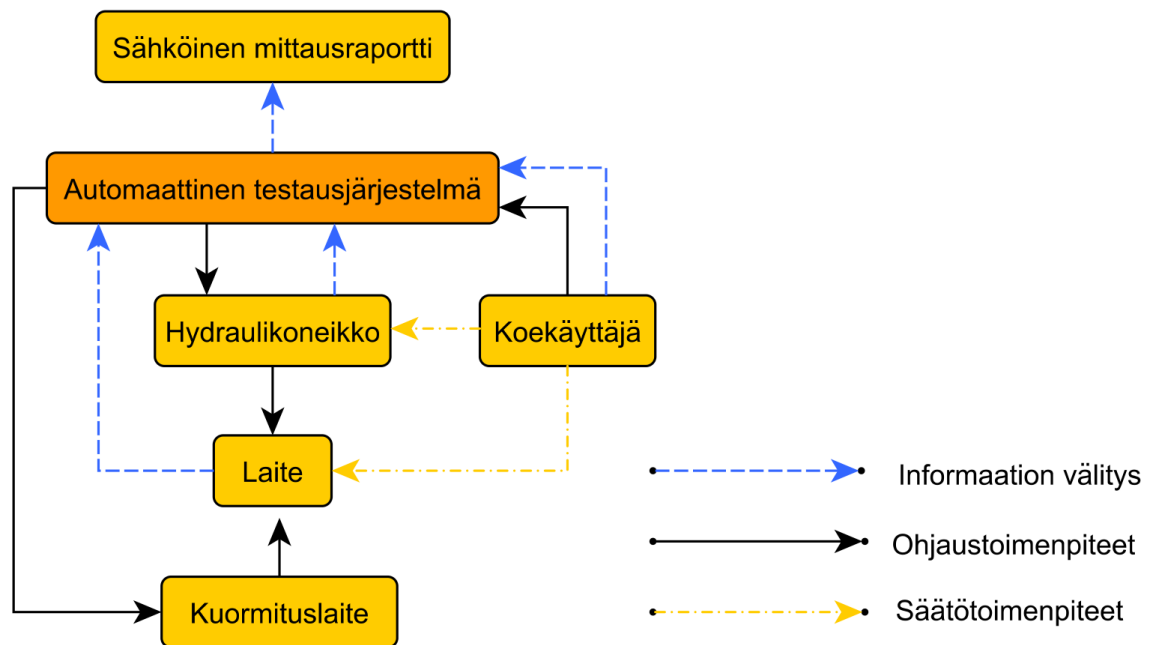 Sähköinen mittausraportti
Automaattinen testausjärjestelmä
Hydraulikoneikko
Koekäyttäjä
Laite
Kuormituslaite
Informaation välitys
Ohjaustoimenpiteet
Säätötoimenpiteet